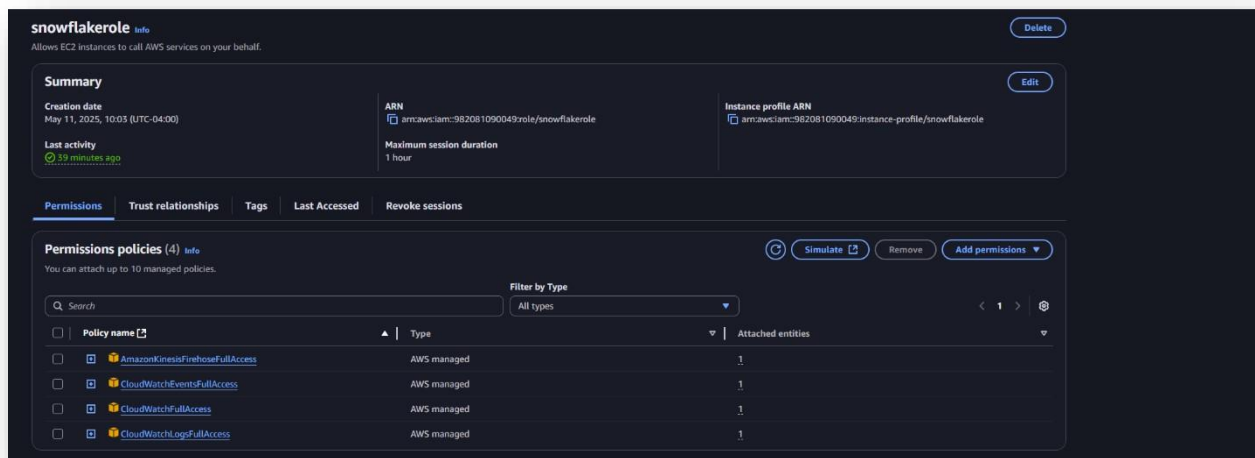 snowflakerole Info
Delete
Allows EC2 instances to call AWS services on your behalf.
Summary
Edit
Creation date
May 11, 2025, 10:03 (UTC-04:00)
ARN
arn:aws:iam::982081090049:role/snowflakerole
Instance profile ARN
arn:aws:iam::982081090049:instance-profile/snowflakerole
Last activity
39 minutes ago
Maximum session duration
1 hour
Permissions Trust relationships Tags Last Accessed Revoke sessions
Permissions policies (4) Info
Simulate Remove Add permissions
You can attach up to 10 managed policies.
Filter by Type
Search All types 1
Policy name Type Attached entities
AmazonKinesisFirehoseFullAccess AWS managed 1
CloudWatchEventsFullAccess AWS managed 1
CloudWatchFullAccess AWS managed 1
CloudWatchLogsFullAccess AWS managed 1